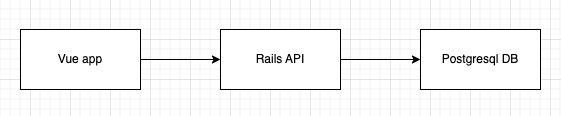 Vue app
Rails API
Postgresql DB